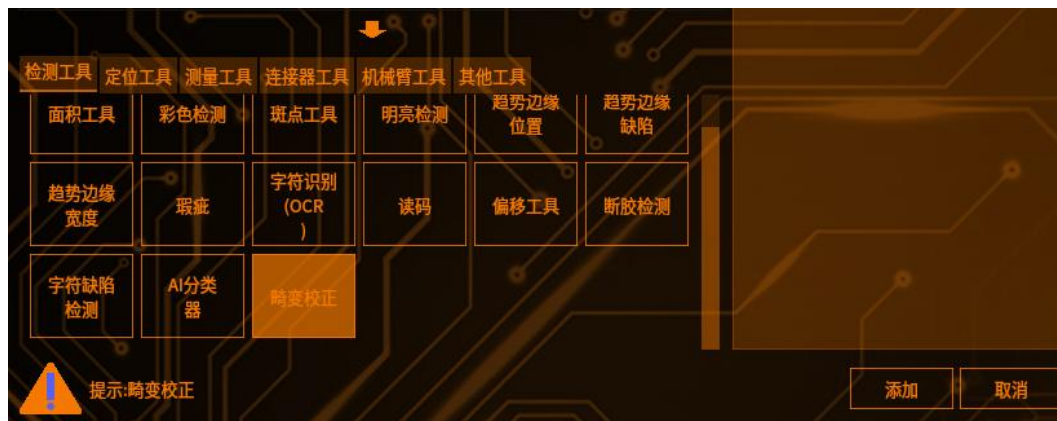 检测工具 定位工具 测量工具 连接器工具 机械臂工具 其他工具
面积工具 彩色检测 斑点工具 明亮检测 趋势边缘 趋势边缘
位置 缺陷
趋势边缘 瑕疵 字符识别 读码 偏移工具 断胶检测
宽度 (OCR
)
字符缺陷 AI分类 畸变校正
检测 器
提示:畸变校正 添加 取消